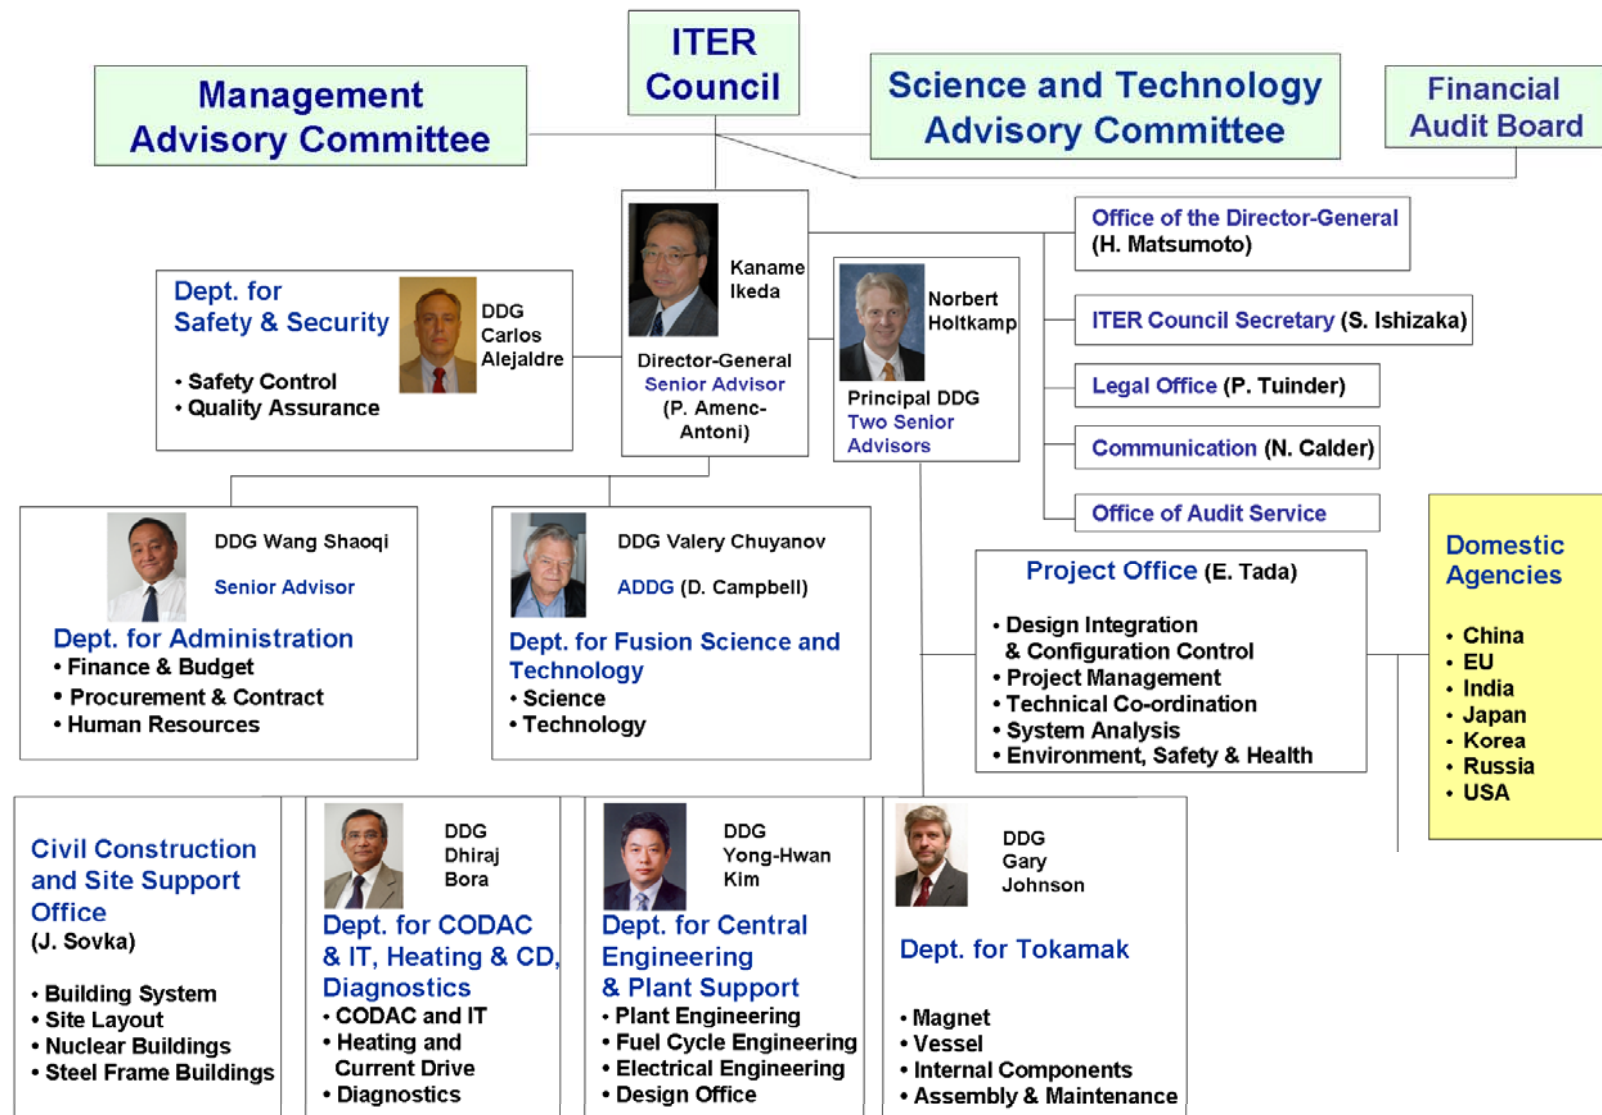 ITER
Council
Management
Advisory Committee
Science and Technology
Advisory Committee
Financial
Audit Board
Kaname
Ikeda
Director-General
Senior Advisor
(P. Amenc-
Antoni)
Norbert
Holtkamp
Principal DDG
Two Senior
Advisors
Office of the Director-General
(H. Matsumoto)
ITER Council Secretary (S. Ishizaka)
Legal Office (P. Tuinder)
Communication (N. Calder)
Office of Audit Service
Dept. for
Safety & Security
DDG
Carlos
Alejaldre
• Safety Control
• Quality Assurance
DDG Wang Shaoqi
Senior Advisor
Dept. for Administration
• Finance & Budget
• Procurement & Contract
• Human Resources
DDG Valery Chuyanov
ADDG (D. Campbell)
Dept. for Fusion Science and
Technology
• Science
• Technology
Project Office (E. Tada)
• Design Integration
& Configuration Control
• Project Management
• Technical Co-ordination
• System Analysis
• Environment, Safety & Health
Domestic
Agencies
• China
• EU
• India
• Japan
• Korea
• Russia
• USA
Civil Construction
and Site Support
Office
(J. Sovka)
• Building System
• Site Layout
• Nuclear Buildings
• Steel Frame Buildings
DDG
Dhiraj
Bora
Dept. for CODAC
& IT, Heating & CD,
Diagnostics
• CODAC and IT
• Heating and
Current Drive
• Diagnostics
DDG
Yong-Hwan
Kim
Dept. for Central
Engineering
& Plant Support
• Plant Engineering
• Fuel Cycle Engineering
• Electrical Engineering
• Design Office
DDG
Gary
Johnson
Dept. for Tokamak
• Magnet
• Vessel
• Internal Components
• Assembly & Maintenance